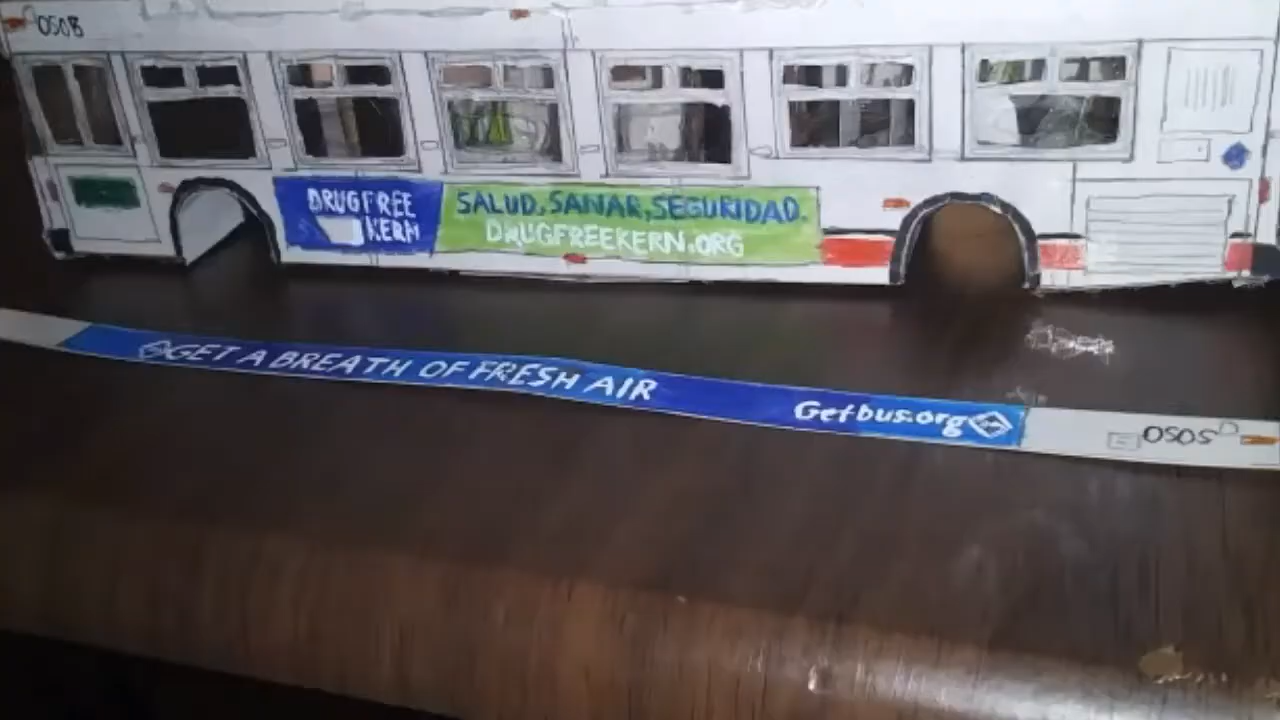 0508
DRUG FREE
KERN
SALUD, SANAR, SEGURIDAD.
DRUGFREEKERN.ORG
GET A BREATH OF FRESH AIR
Getbus.org
0505